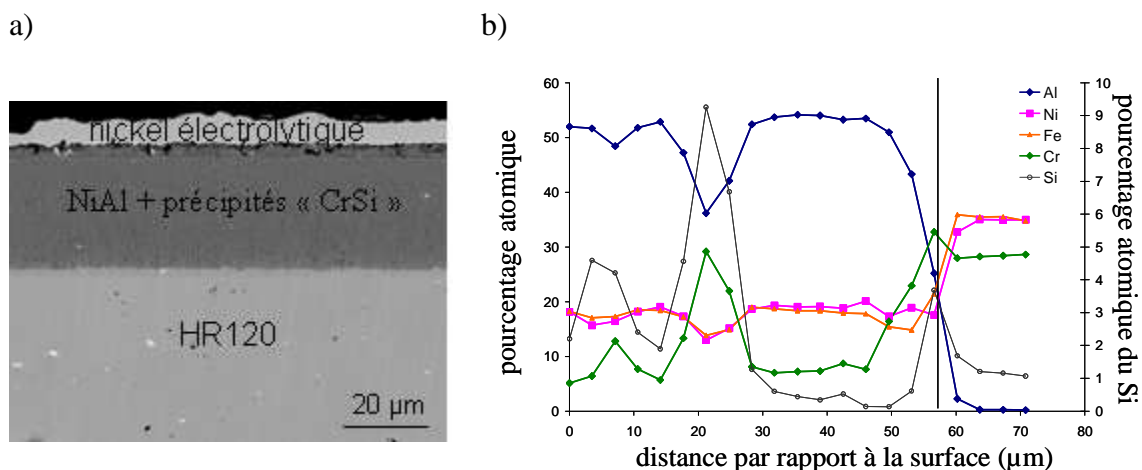 a)
b)
nickel électrolytique
NiAl + précipités « CrSi »
HR120
20 µm
pourcentage atomique
60
50
40
30
20
10
0
0 10 20 30 40 50 60 70 80
distance par rapport à la surface (µm)
10
9
8
7
6
5
4
3
2
1
0
pourcentage atomique du Si
Al
Ni
Fe
Cr
Si